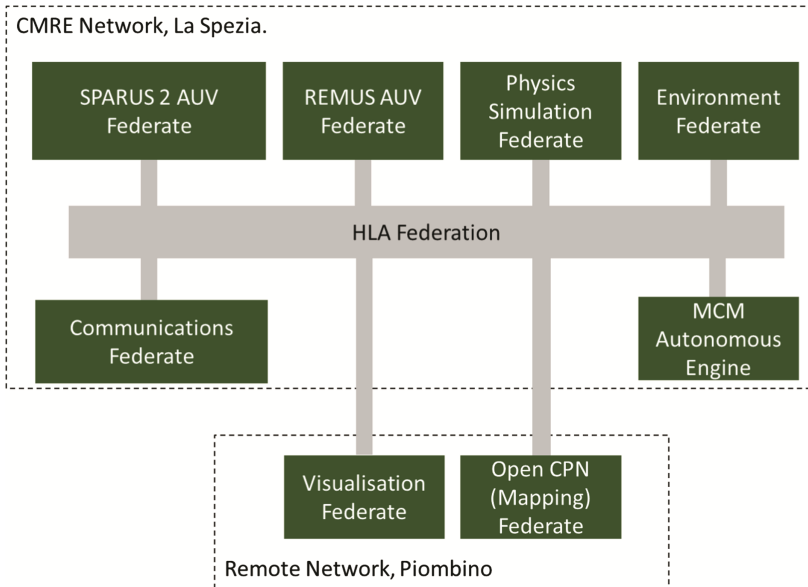 CMRE Network, La Spezia.
SPARUS 2 AUV
Federate
REMUS AUV
Federate
Physics
Simulation
Federate
Environment
Federate
HLA Federation
Communications
Federate
MCM
Autonomous
Engine
Visualisation
Federate
Open CPN
(Mapping)
Federate
Remote Network, Piombino